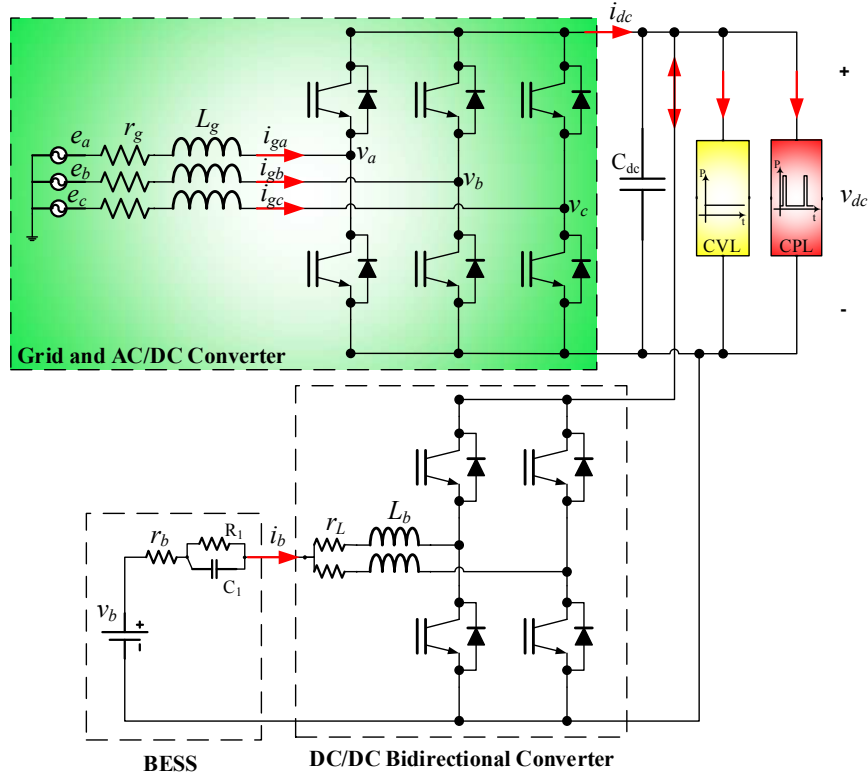 i_dc
e_a r_g L_g i_ga v_a
e_b i_gb v_b
e_c i_gc v_c
C_dc
P
t
CVL
P
t
CPL
+
v_dc
-
Grid and AC/DC Converter
r_b R_1 C_1 i_b
r_L L_b
v_b
+
BESS
DC/DC Bidirectional Converter